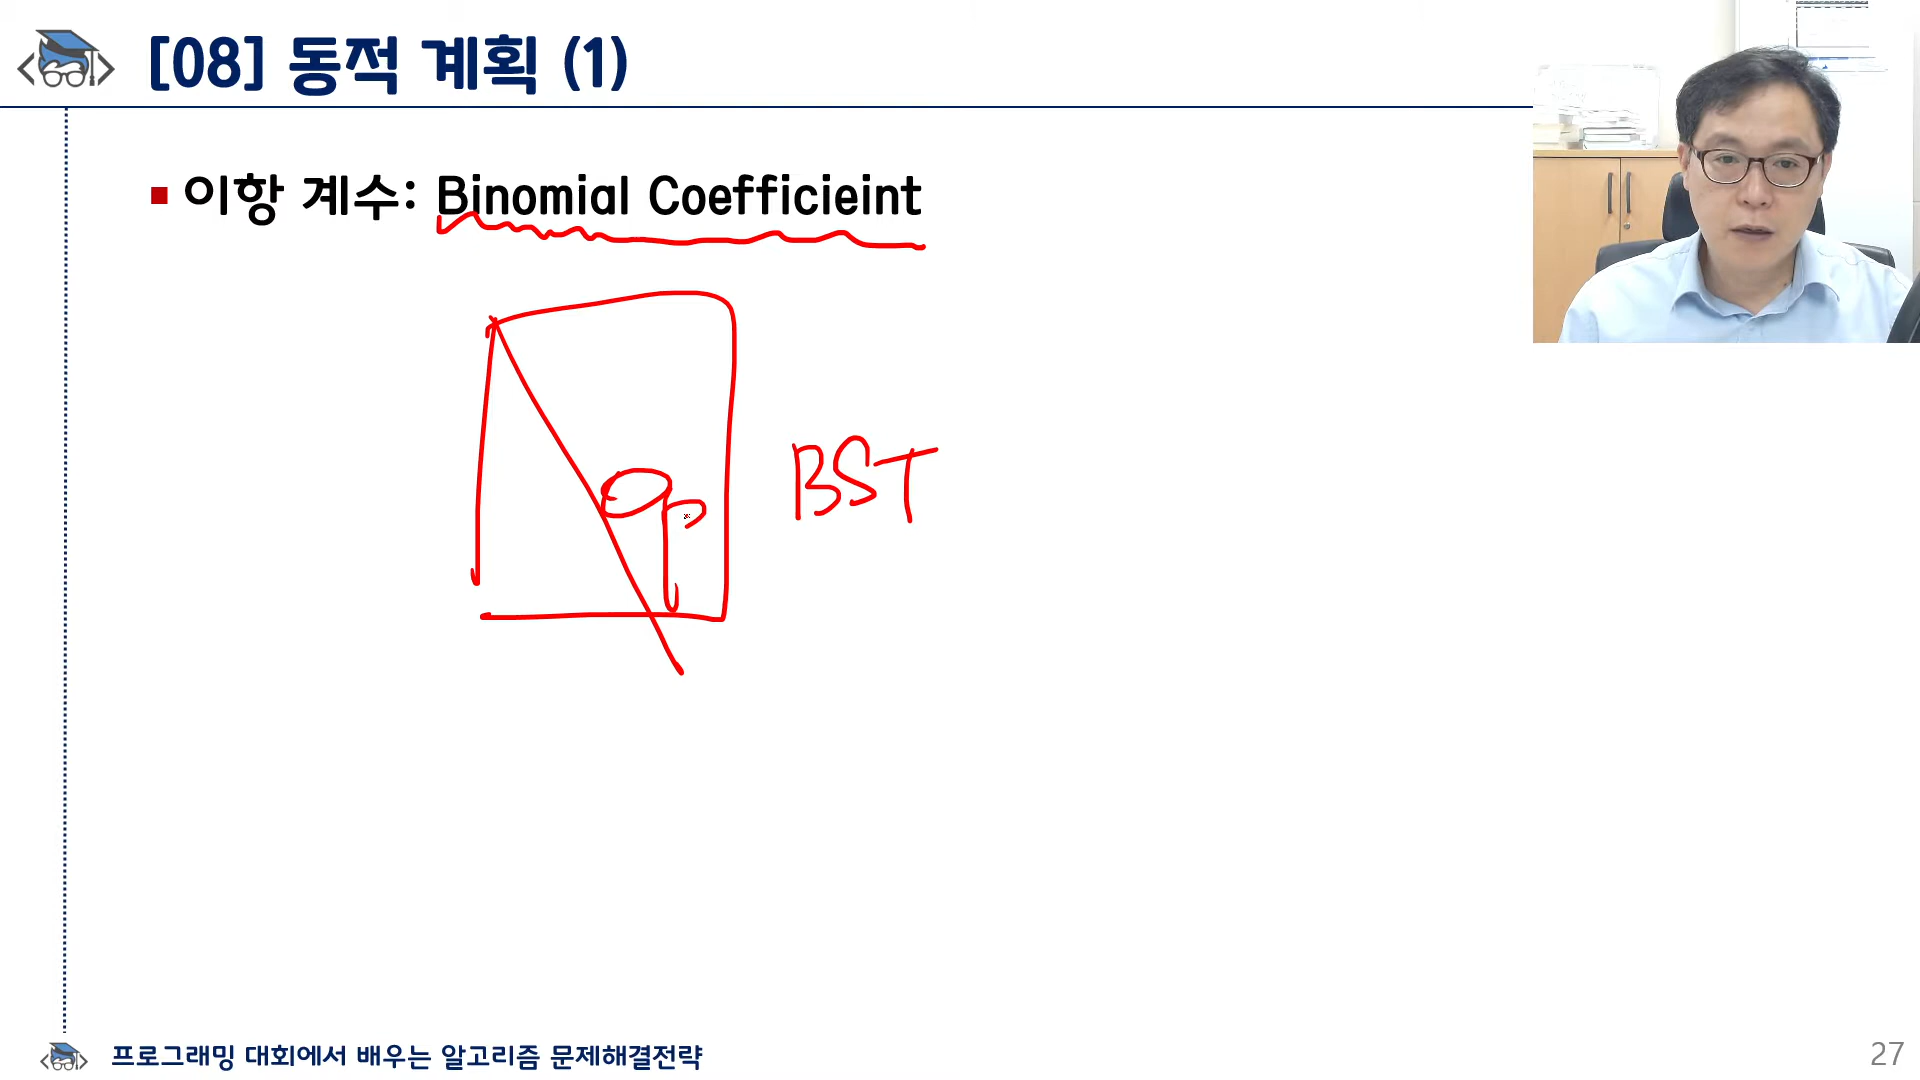 [08] 동적 계획 (1)
이항 계수: Binomial Coefficieint
BST
프로그래밍 대회에서 배우는 알고리즘 문제해결전략
27